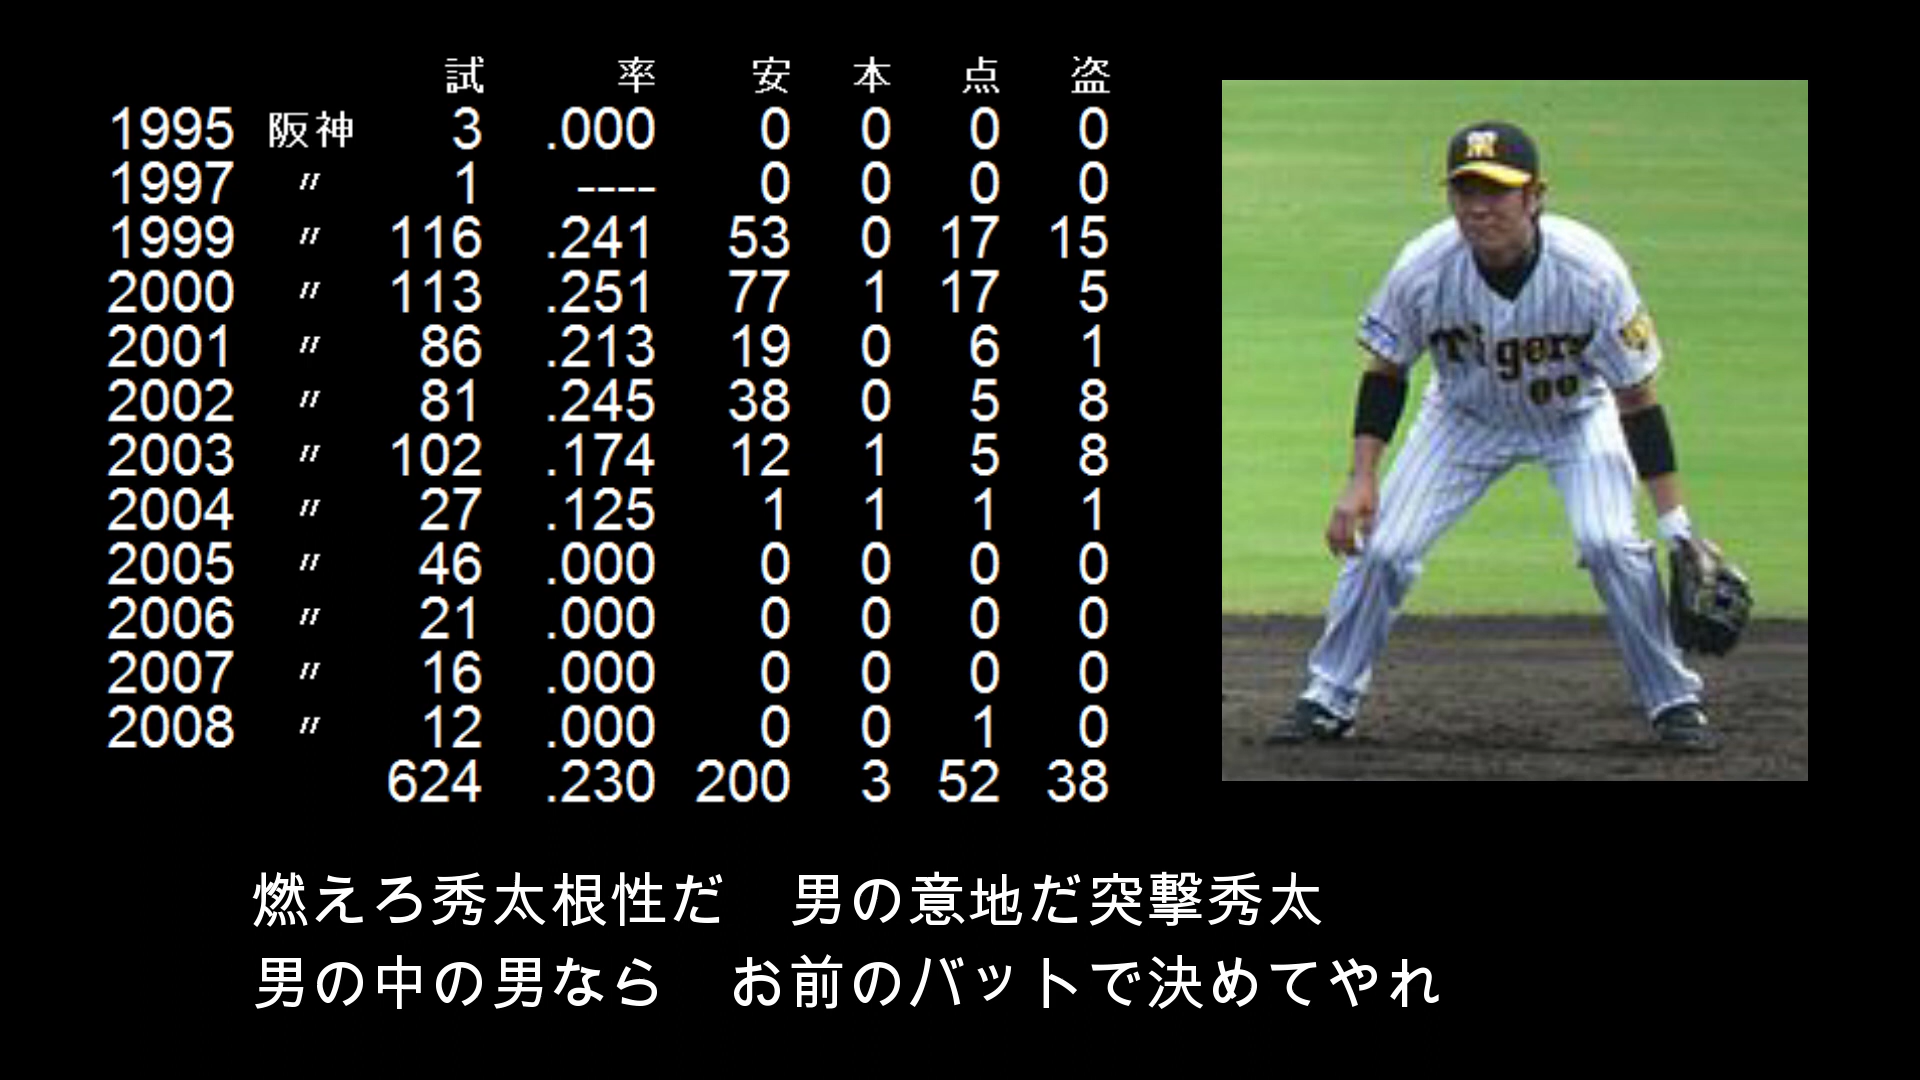 試 率 安 本 点 盗
1995 阪神 3 .000 0 0 0 0
1997 〃 1 ---- 0 0 0 0
1999 〃 116 .241 53 0 17 15
2000 〃 113 .251 77 1 17 5
2001 〃 86 .213 19 0 6 1
2002 〃 81 .245 38 0 5 8
2003 〃 102 .174 12 1 5 8
2004 〃 27 .125 1 1 1 1
2005 〃 46 .000 0 0 0 0
2006 〃 21 .000 0 0 0 0
2007 〃 16 .000 0 0 0 0
2008 〃 12 .000 0 0 1 0
624 .230 200 3 52 38
Tigers
00
燃えろ秀太根性だ　男の意地だ突撃秀太
男の中の男なら　お前のバットで決めてやれ